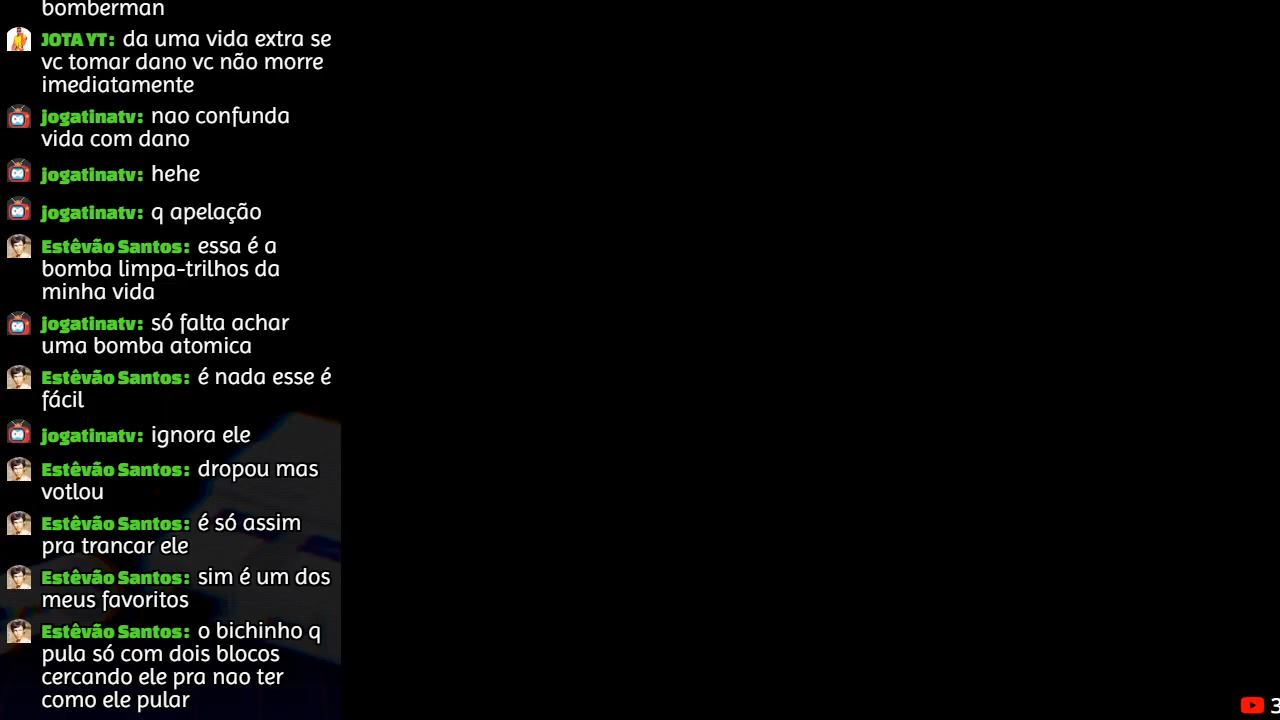 bomberman
JOTA YT: da uma vida extra se
vc tomar dano vc não morre
imediatamente
jogatinatv: nao confunda
vida com dano
jogatinatv: hehe
jogatinatv: q apelação
Estêvão Santos: essa é a
bomba limpa-trilhos da
minha vida
jogatinatv: só falta achar
uma bomba atomica
Estêvão Santos: é nada esse é
fácil
jogatinatv: ignora ele
Estêvão Santos: dropou mas
votlou
Estêvão Santos: é só assim
pra trancar ele
Estêvão Santos: sim é um dos
meus favoritos
Estêvão Santos: o bichinho q
pula só com dois blocos
cercando ele pra nao ter
como ele pular
3